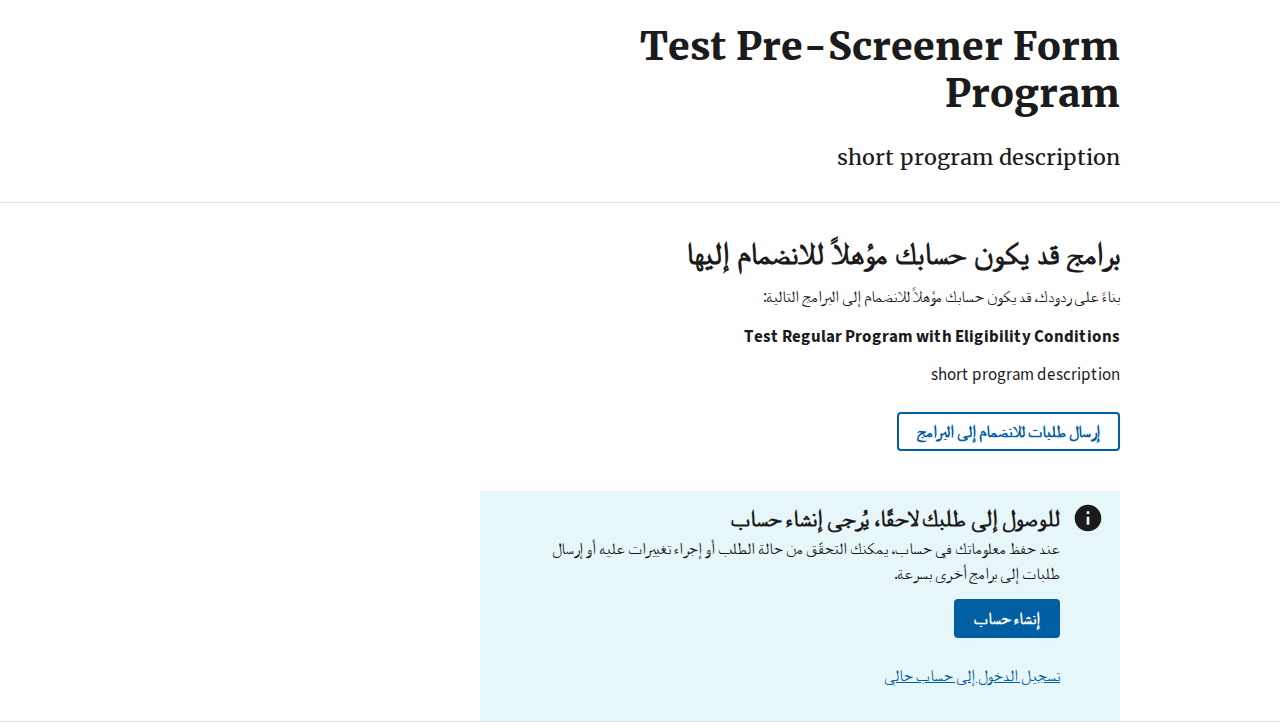 Test Pre-Screener Form
Program
short program description
برامج قد يكون حسابك مؤهلاً للانضمام إليها
بناءً على ردودك، قد يكون حسابك مؤهلاً للانضمام إلى البرامج التالية:
Test Regular Program with Eligibility Conditions
short program description
إرسال طلبات للانضمام إلى البرامج
للوصول إلى طلبك لاحقًا، يُرجى إنشاء حساب
عند حفظ معلوماتك في حساب، يمكنك التحقّق من حالة الطلب أو إجراء تغييرات عليه أو إرسال
طلبات إلى برامج أخرى بسرعة.
إنشاء حساب
تسجيل الدخول إلى حساب حالي